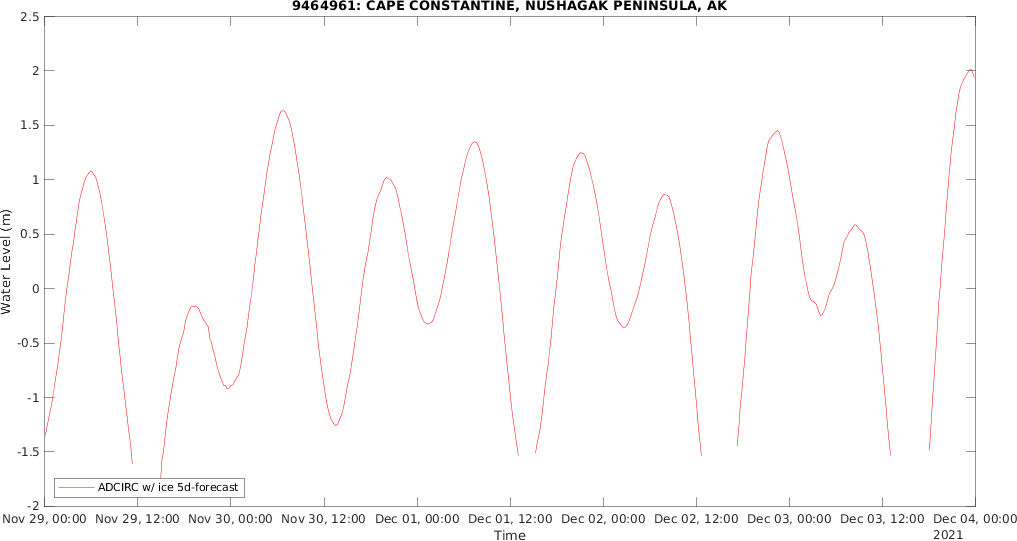 9464961: CAPE CONSTANTINE, NUSHAGAK PENINSULA, AK
2.5
2
1.5
1
0.5
0
-0.5
-1
-1.5
-2
Water Level (m)
ADCIRC w/ ice 5d-forecast
Nov 29, 00:00 Nov 29, 12:00 Nov 30, 00:00 Nov 30, 12:00 Dec 01, 00:00 Dec 01, 12:00 Dec 02, 00:00 Dec 02, 12:00 Dec 03, 00:00 Dec 03, 12:00 Dec 04, 00:00
Time
2021